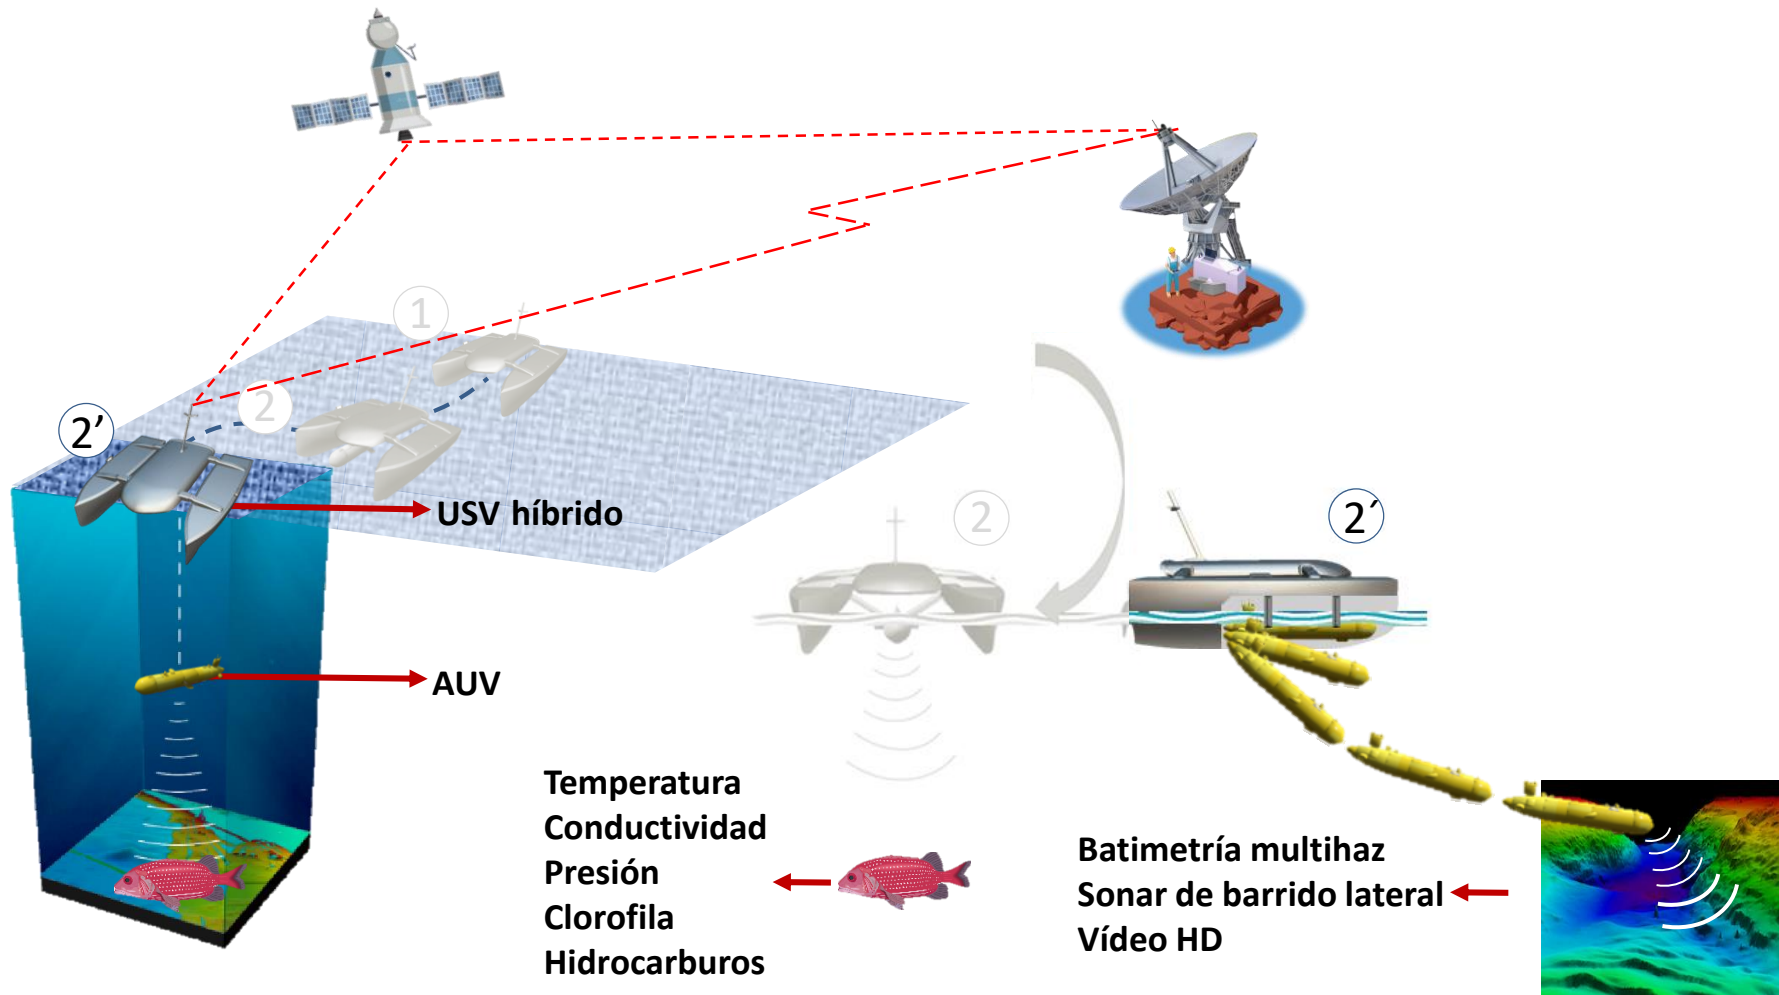 1
2
2’
USV híbrido
2
2´
AUV
Temperatura
Conductividad
Presión
Clorofila
Hidrocarburos
Batimetría multihaz
Sonar de barrido lateral
Vídeo HD